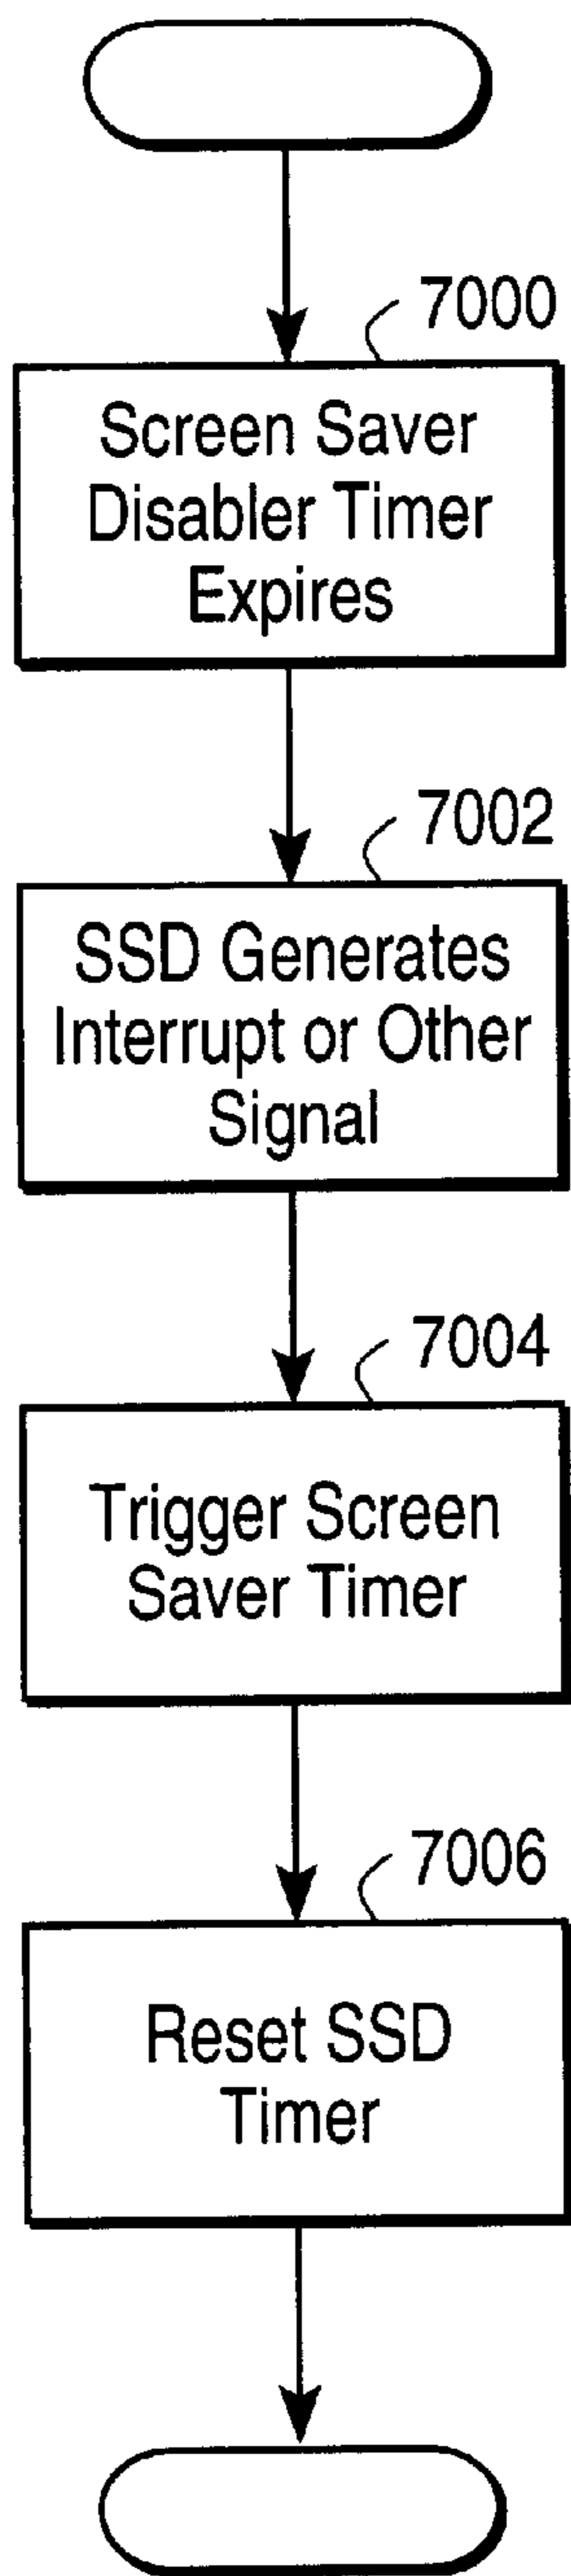 7000
Screen Saver
Disabler Timer
Expires
7002
SSD Generates
Interrupt or Other
Signal
7004
Trigger Screen
Saver Timer
7006
Reset SSD
Timer